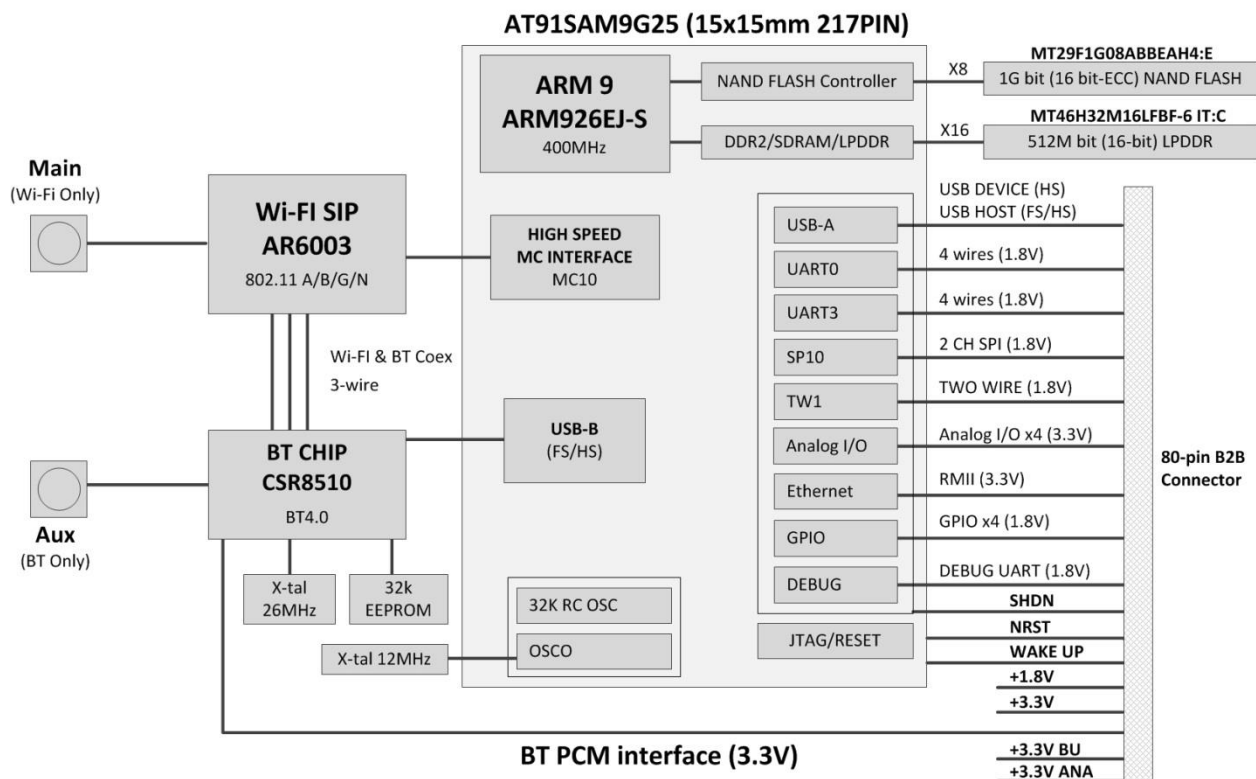 AT91SAM9G25 (15x15mm 217PIN)
ARM 9
ARM926EJ-S
400MHz
NAND FLASH Controller
X8
MT29F1G08ABBEAH4:E
1G bit (16 bit-ECC) NAND FLASH
DDR2/SDRAM/LPDDR
X16
MT46H32M16LFBF-6 IT:C
512M bit (16-bit) LPDDR
Main
(Wi-Fi Only)
Wi-FI SIP
AR6003
802.11 A/B/G/N
HIGH SPEED
MC INTERFACE
MC10
Wi-FI & BT Coex
3-wire
BT CHIP
CSR8510
BT4.0
USB-B
(FS/HS)
Aux
(BT Only)
X-tal
26MHz
32k
EEPROM
X-tal 12MHz
32K RC OSC
OSCO
USB-A
USB DEVICE (HS)
USB HOST (FS/HS)
UART0
4 wires (1.8V)
UART3
4 wires (1.8V)
SP10
2 CH SPI (1.8V)
TW1
TWO WIRE (1.8V)
Analog I/O
Analog I/O x4 (3.3V)
Ethernet
RMII (3.3V)
GPIO
GPIO x4 (1.8V)
DEBUG
DEBUG UART (1.8V)
SHDN
JTAG/RESET
NRST
WAKE UP
+1.8V
+3.3V
80-pin B2B
Connector
BT PCM interface (3.3V)
+3.3V BU
+3.3V ANA